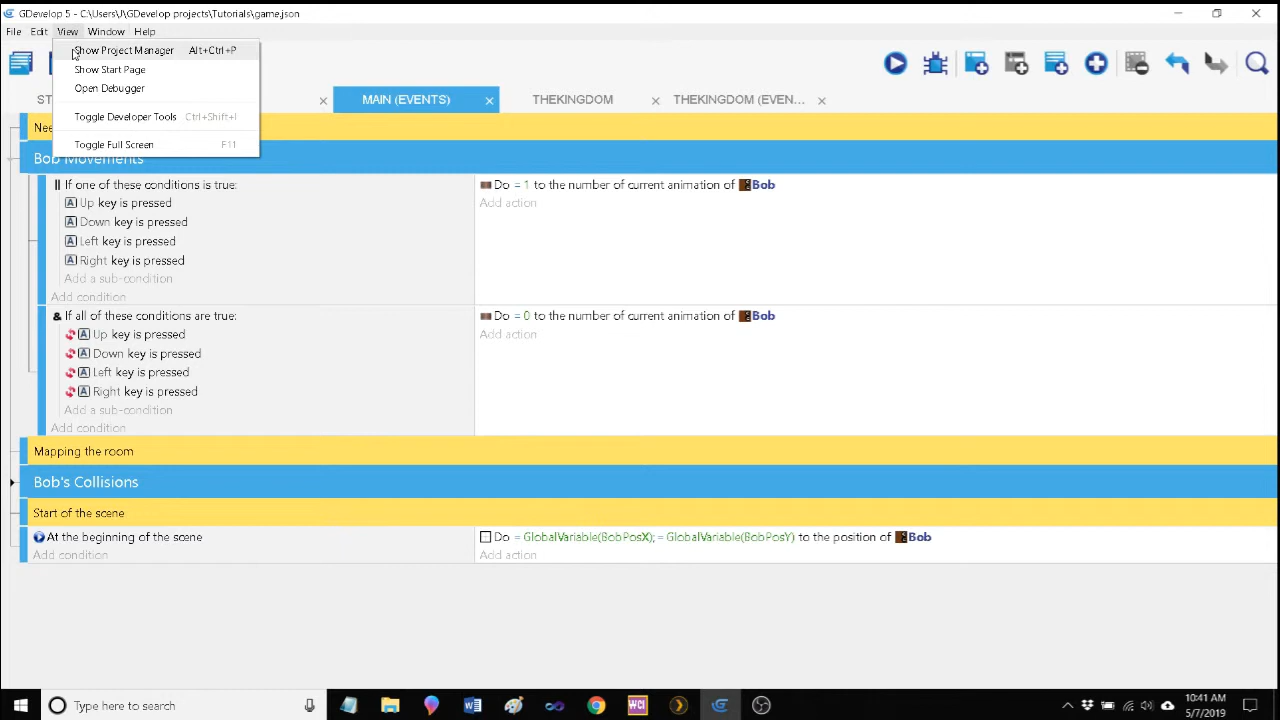 GDevelop 5 - C:\Users\J\GDevelop projects\Tutorials\game.json
File Edit View Window Help
Show Project Manager Alt+Ctrl+P
Show Start Page
Open Debugger
Toggle Developer Tools Ctrl+Shift+I
Toggle Full Screen F11
ST
MAIN (EVENTS)
THEKINGDOM
THEKINGDOM (EVEN...
Nee
Bob Movements
If one of these conditions is true:
Up key is pressed
Down key is pressed
Left key is pressed
Right key is pressed
Add a sub-condition
Add condition
Do = 1 to the number of current animation of Bob
Add action
& If all of these conditions are true:
Up key is pressed
Down key is pressed
Left key is pressed
Right key is pressed
Add a sub-condition
Add condition
Do = 0 to the number of current animation of Bob
Add action
Mapping the room
Bob's Collisions
Start of the scene
At the beginning of the scene
Add condition
Do = GlobalVariable(BobPosX); = GlobalVariable(BobPosY) to the position of Bob
Add action
Type here to search
WCI
10:41 AM
5/7/2019